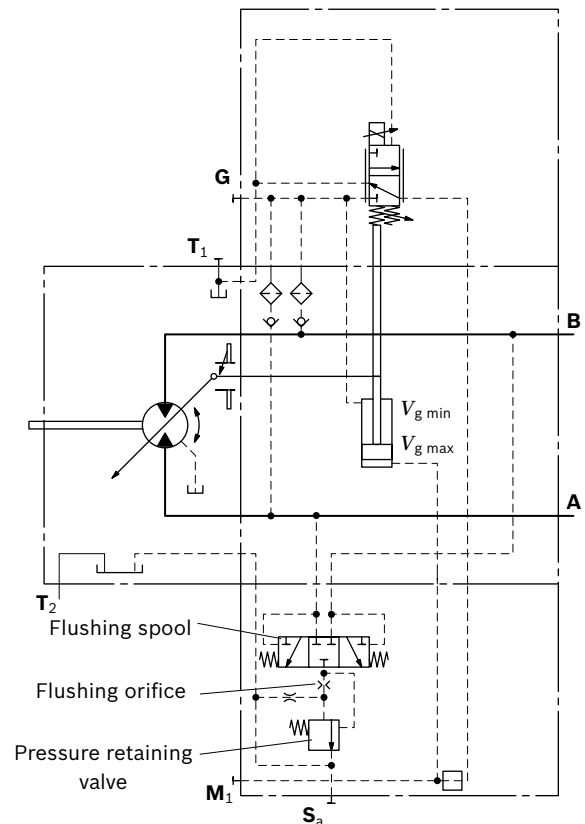 G
T1
B
Vg min
Vg max
A
T2
Flushing spool
Flushing orifice
Pressure retaining
valve
M1
Sa